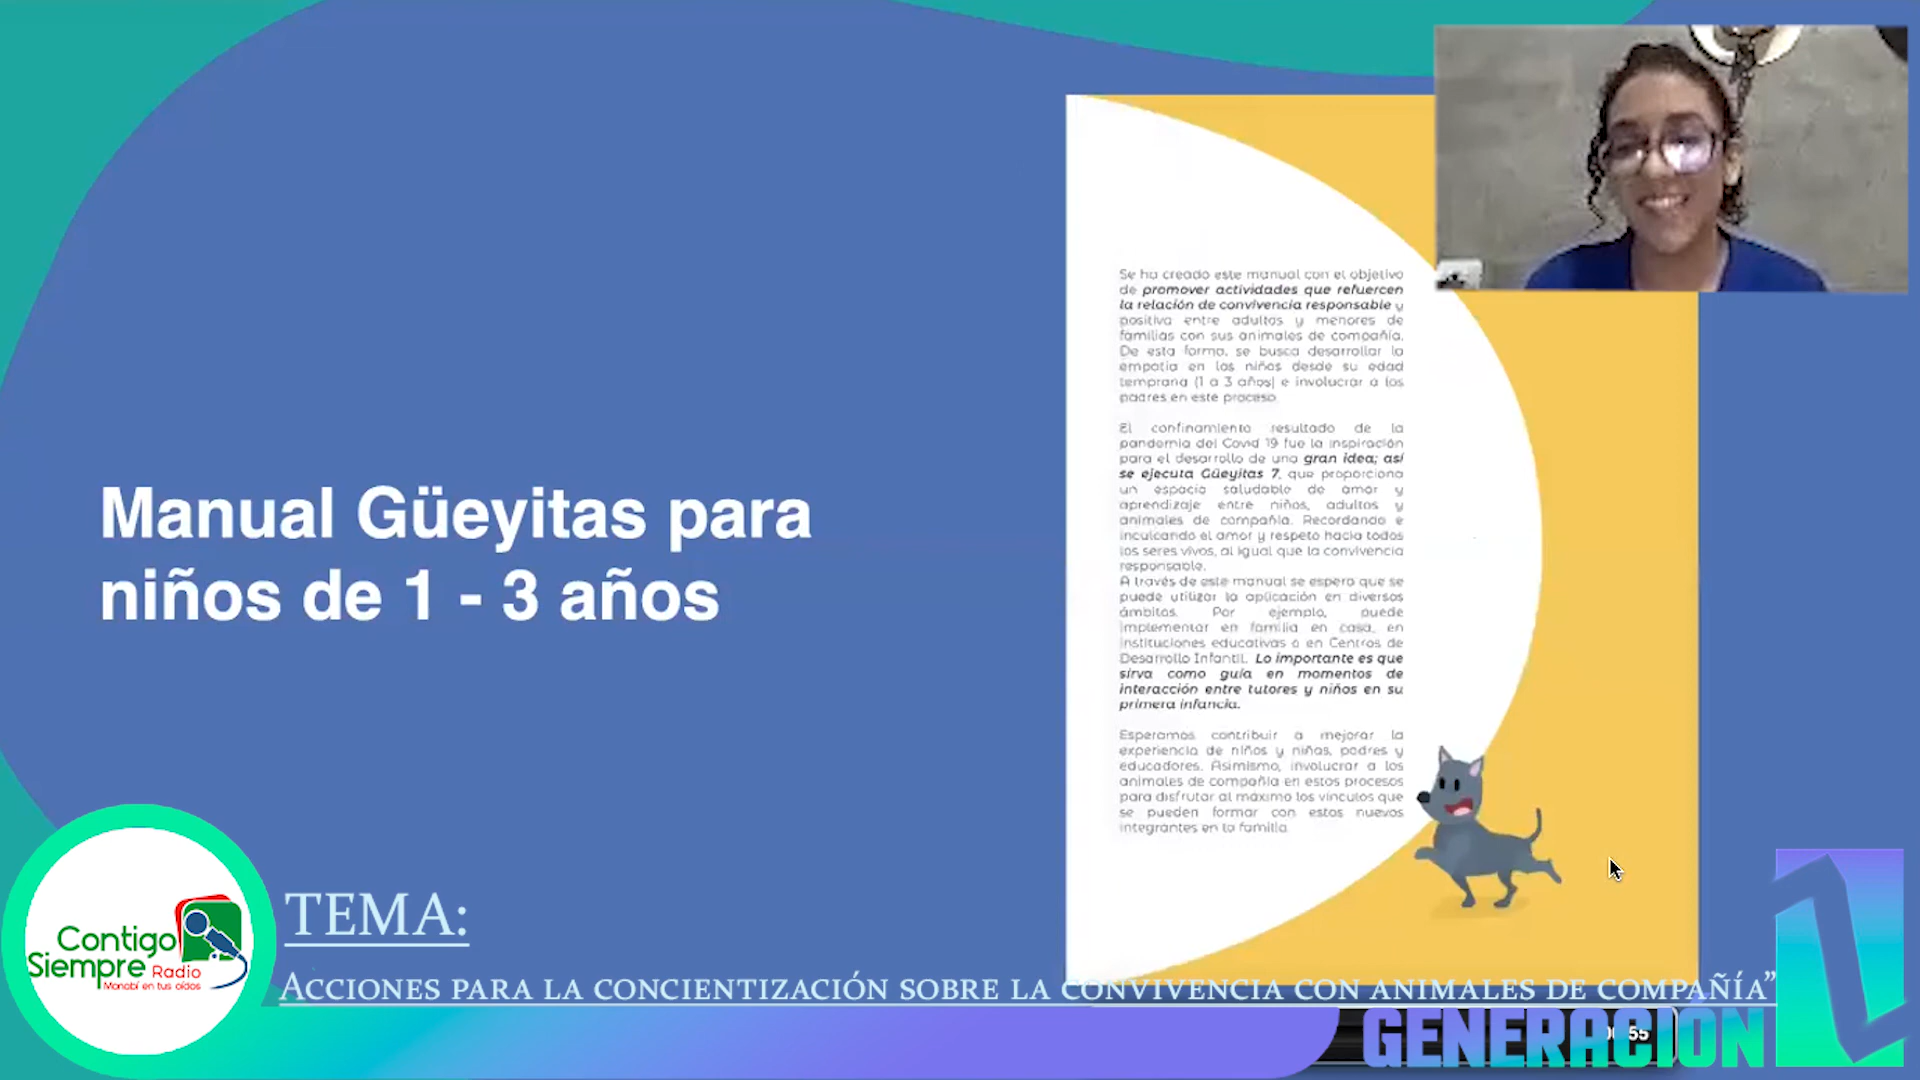 Se ha creado este manual con el objetivo
de promover actividades que refuercen
la relación de convivencia responsable y
positiva entre adultos y menores de
familias con sus animales de compañía.
De esta forma, se busca desarrollar la
empatía en los niños desde su edad
temprana (1 a 3 años) e involucrar a los
padres en este proceso.
El confinamiento resultado de la
pandemia del Covid 19 fue la inspiración
para el desarrollo de una gran idea; así
se ejecuta Güeyitas 7, que proporciona
un espacio saludable de amor y
aprendizaje entre niños, adultos y
animales de compañía. Recordando e
inculcando el amor y respeto hacia todos
los seres vivos, al igual que la convivencia
responsable.
A través de este manual se espera que se
puede utilizar la aplicación en diversos
ámbitos. Por ejemplo, puede
implementar en familia en casa, en
instituciones educativas o en Centros de
Desarrollo Infantil. Lo importante es que
sirva como guía en momentos de
interacción entre tutores y niños en su
primera infancia.
Esperamos contribuir a mejorar la
experiencia de niños y niñas, padres y
educadores. Asimismo, involucrar a los
animales de compañía en estos procesos
para disfrutar al máximo los vínculos que
se pueden formar con estos nuevos
integrantes en la familia.
Manual Güeyitas para
niños de 1 - 3 años
TEMA:
Acciones para la concientización sobre la convivencia con animales de compañía”
Contigo
Siempre Radio
Manabí en tus oídos
GENERACION
Z